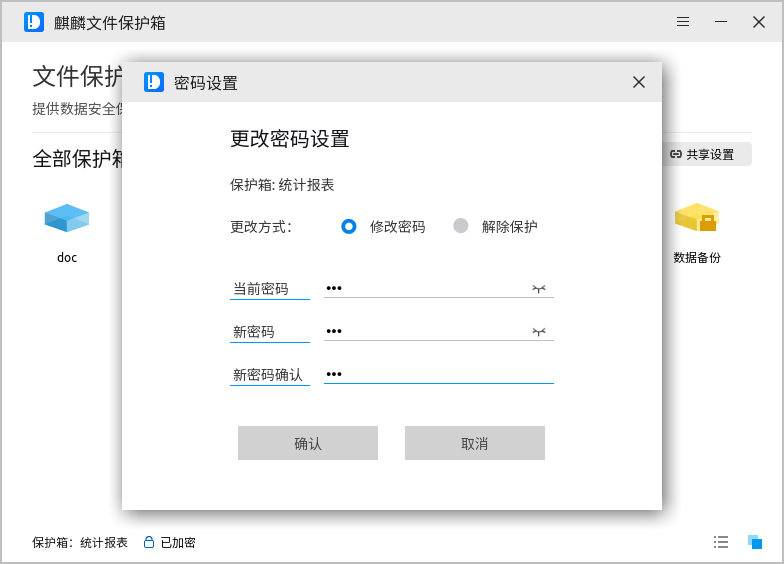 麒麟文件保护箱
文件保护
提供数据安全
全部保护箱
共享设置
doc
数据备份
密码设置
更改密码设置
保护箱: 统计报表
更改方式： 修改密码 解除保护
当前密码 •••
新密码 •••
新密码确认 •••
确认 取消
保护箱： 统计报表 已加密